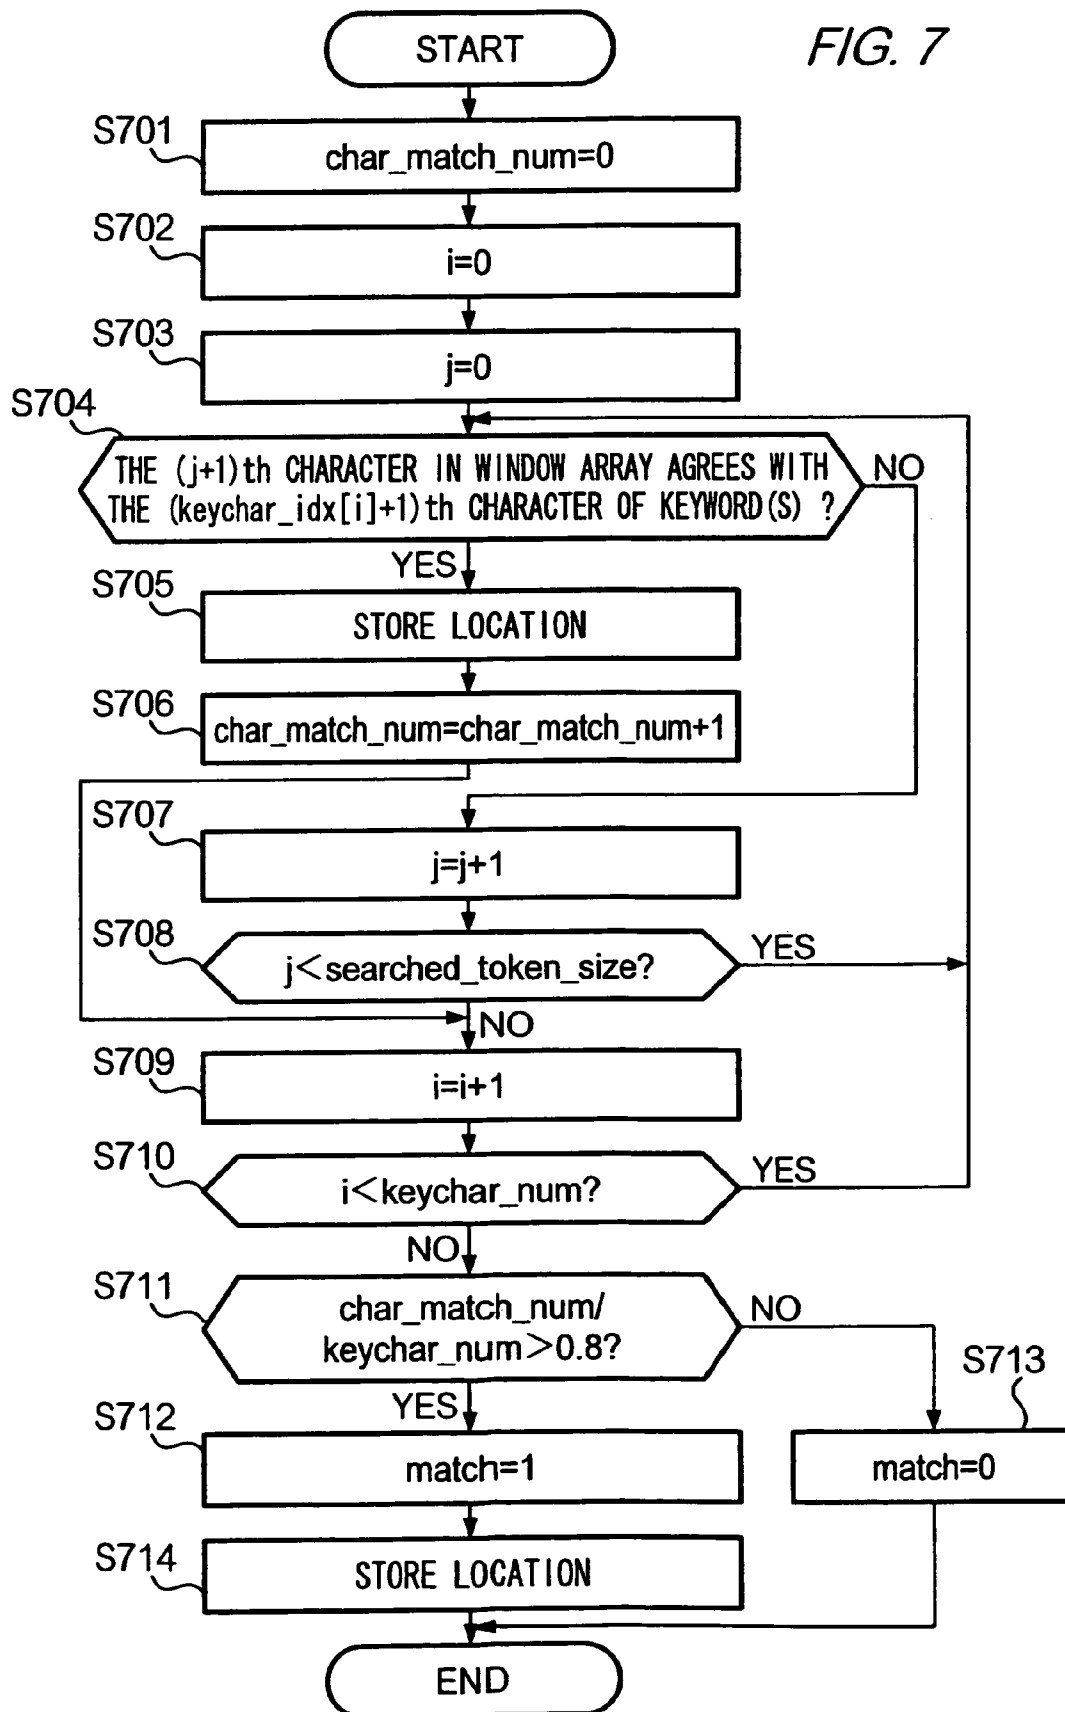 START
FIG. 7
S701
char_match_num=0
S702
i=0
S703
j=0
S704
THE (j+1)th CHARACTER IN WINDOW ARRAY AGREES WITH
THE (keychar_idx[i]+1)th CHARACTER OF KEYWORD(S) ?
NO
YES
S705
STORE LOCATION
S706
char_match_num=char_match_num+1
S707
j=j+1
S708
j<searched_token_size?
YES
NO
S709
i=i+1
S710
i<keychar_num?
YES
NO
S711
char_match_num/
keychar_num>0.8?
NO
YES
S712
match=1
S713
match=0
S714
STORE LOCATION
END